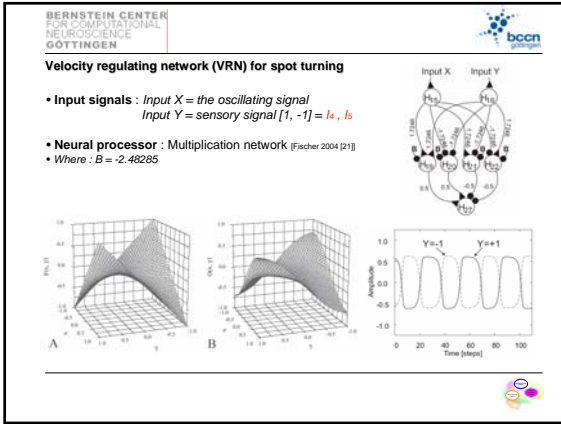 BERNSTEIN CENTER
FOR COMPUTATIONAL
NEUROSCIENCE
GÖTTINGEN
bccn
göttingen
Velocity regulating network (VRN) for spot turning
• Input signals : Input X = the oscillating signal
Input Y = sensory signal [1, -1] = I4 , I5
• Neural processor : Multiplication network [Fischer 2004 [21]]
• Where : B = -2.48285
Input X Input Y
B B B B
0.5 0.5 -0.5 -0.5
A
B
Y=-1 Y=+1
Amplitude
1.0
0.5
0.0
-0.5
-1.0
0 20 40 60 80 100
Time [steps]